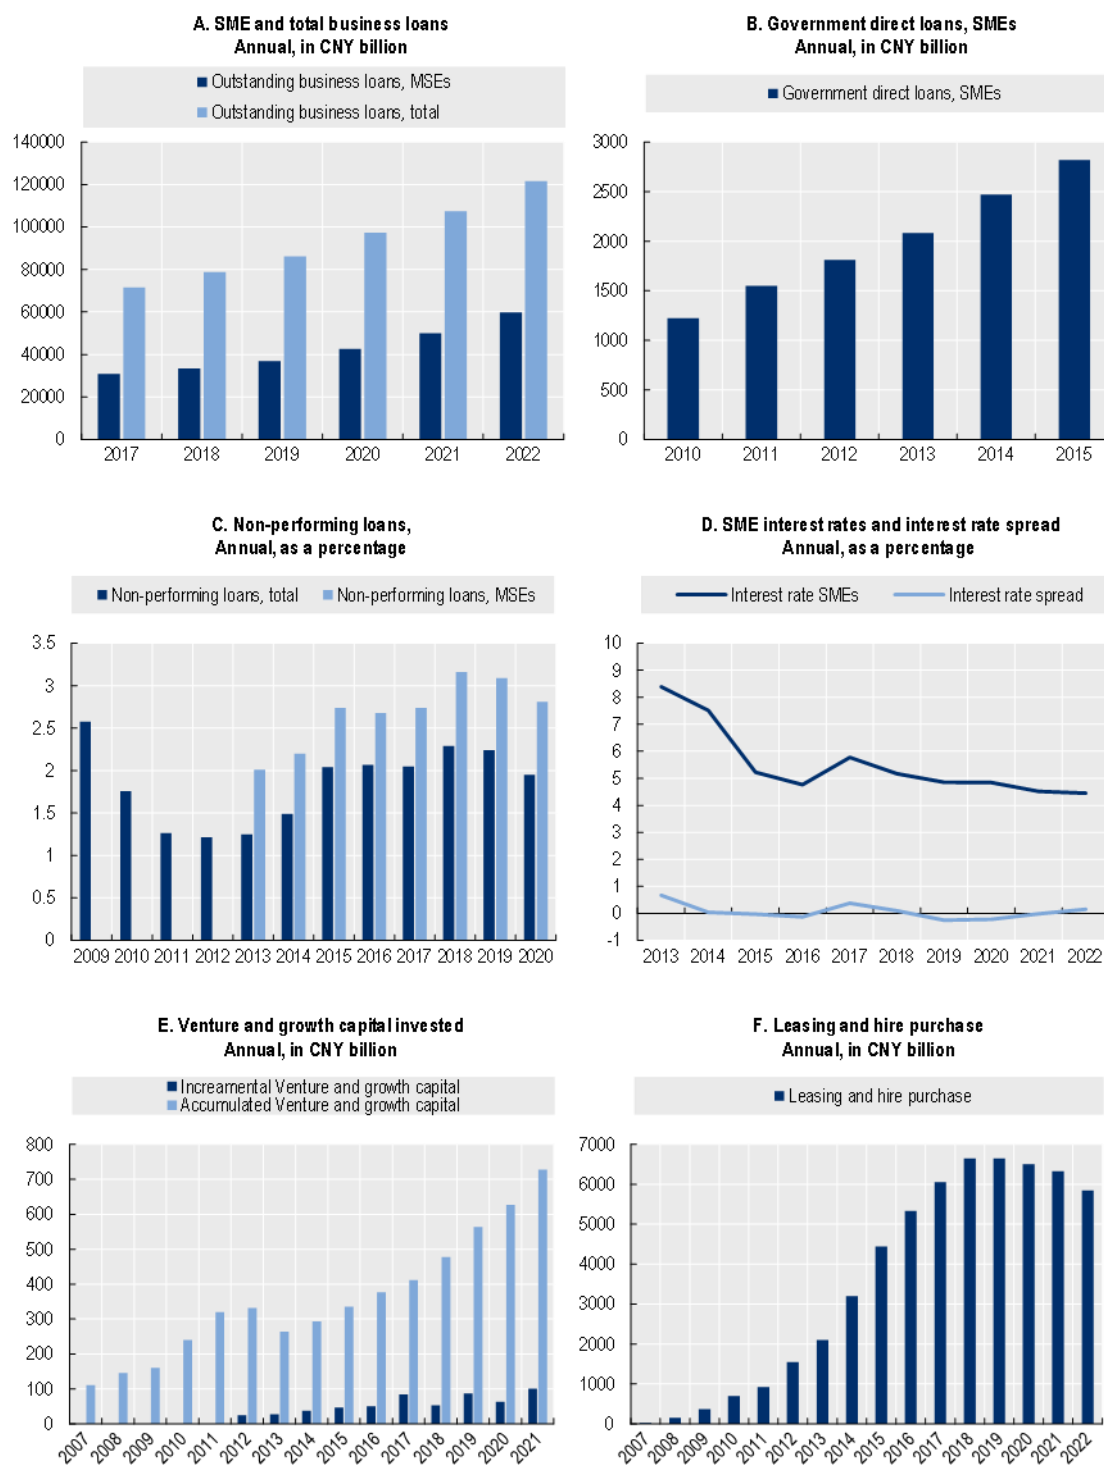 A. SME and total business loans
Annual, in CNY billion
Outstanding business loans, MSEs
Outstanding business loans, total
140000
120000
100000
80000
60000
40000
20000
0
2017 2018 2019 2020 2021 2022
B. Government direct loans, SMEs
Annual, in CNY billion
Government direct loans, SMEs
3000
2500
2000
1500
1000
500
0
2010 2011 2012 2013 2014 2015
C. Non-performing loans,
Annual, as a percentage
Non-performing loans, total Non-performing loans, MSEs
3.5
3
2.5
2
1.5
1
0.5
0
2009 2010 2011 2012 2013 2014 2015 2016 2017 2018 2019 2020
D. SME interest rates and interest rate spread
Annual, as a percentage
Interest rate SMEs Interest rate spread
10
9
8
7
6
5
4
3
2
1
0
-1
2013 2014 2015 2016 2017 2018 2019 2020 2021 2022
E. Venture and growth capital invested
Annual, in CNY billion
Increamental Venture and growth capital
Accumulated Venture and growth capital
800
700
600
500
400
300
200
100
0
2007 2008 2009 2010 2011 2012 2013 2014 2015 2016 2017 2018 2019 2020 2021
F. Leasing and hire purchase
Annual, in CNY billion
Leasing and hire purchase
7000
6000
5000
4000
3000
2000
1000
0
2007 2008 2009 2010 2011 2012 2013 2014 2015 2016 2017 2018 2019 2020 2021 2022